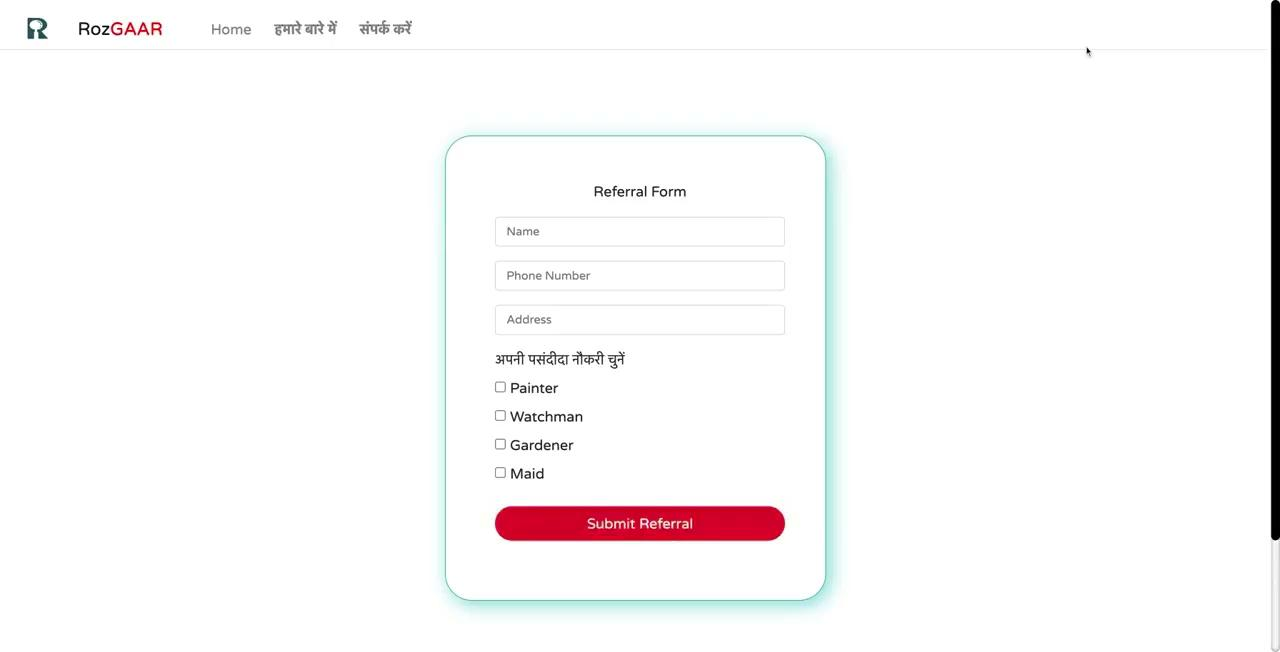 R RozGAAR Home हमारे बारे में संपर्क करें
Referral Form
Name
Phone Number
Address
अपनी पसंदीदा नौकरी चुनें
Painter
Watchman
Gardener
Maid
Submit Referral